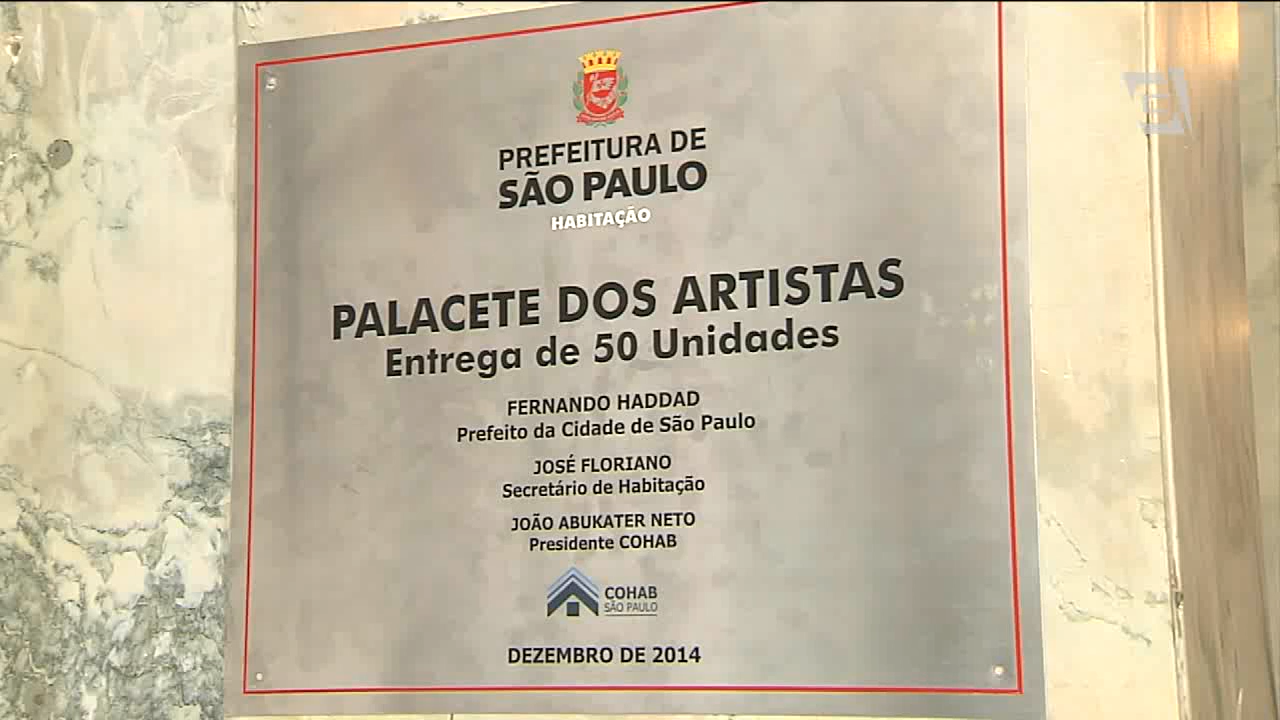 PREFEITURA DE
SÃO PAULO
HABITAÇÃO
PALACETE DOS ARTISTAS
Entrega de 50 Unidades
FERNANDO HADDAD
Prefeito da Cidade de São Paulo
JOSÉ FLORIANO
Secretário de Habitação
JOÃO ABUKATER NETO
Presidente COHAB
COHAB
SÃO PAULO
DEZEMBRO DE 2014